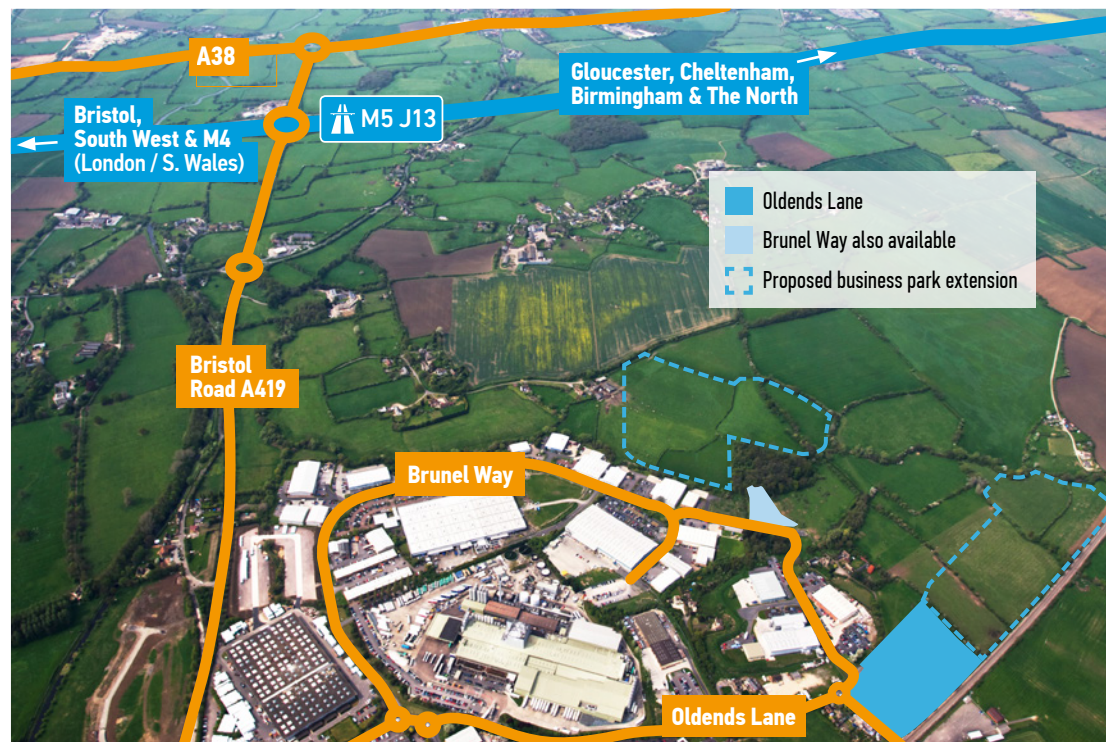 A38
Gloucester, Cheltenham,
Birmingham & The North
Bristol,
South West & M4
(London / S. Wales)
M5 J13
Oldends Lane
Brunel Way also available
Proposed business park extension
Bristol
Road A419
Brunel Way
Oldends Lane